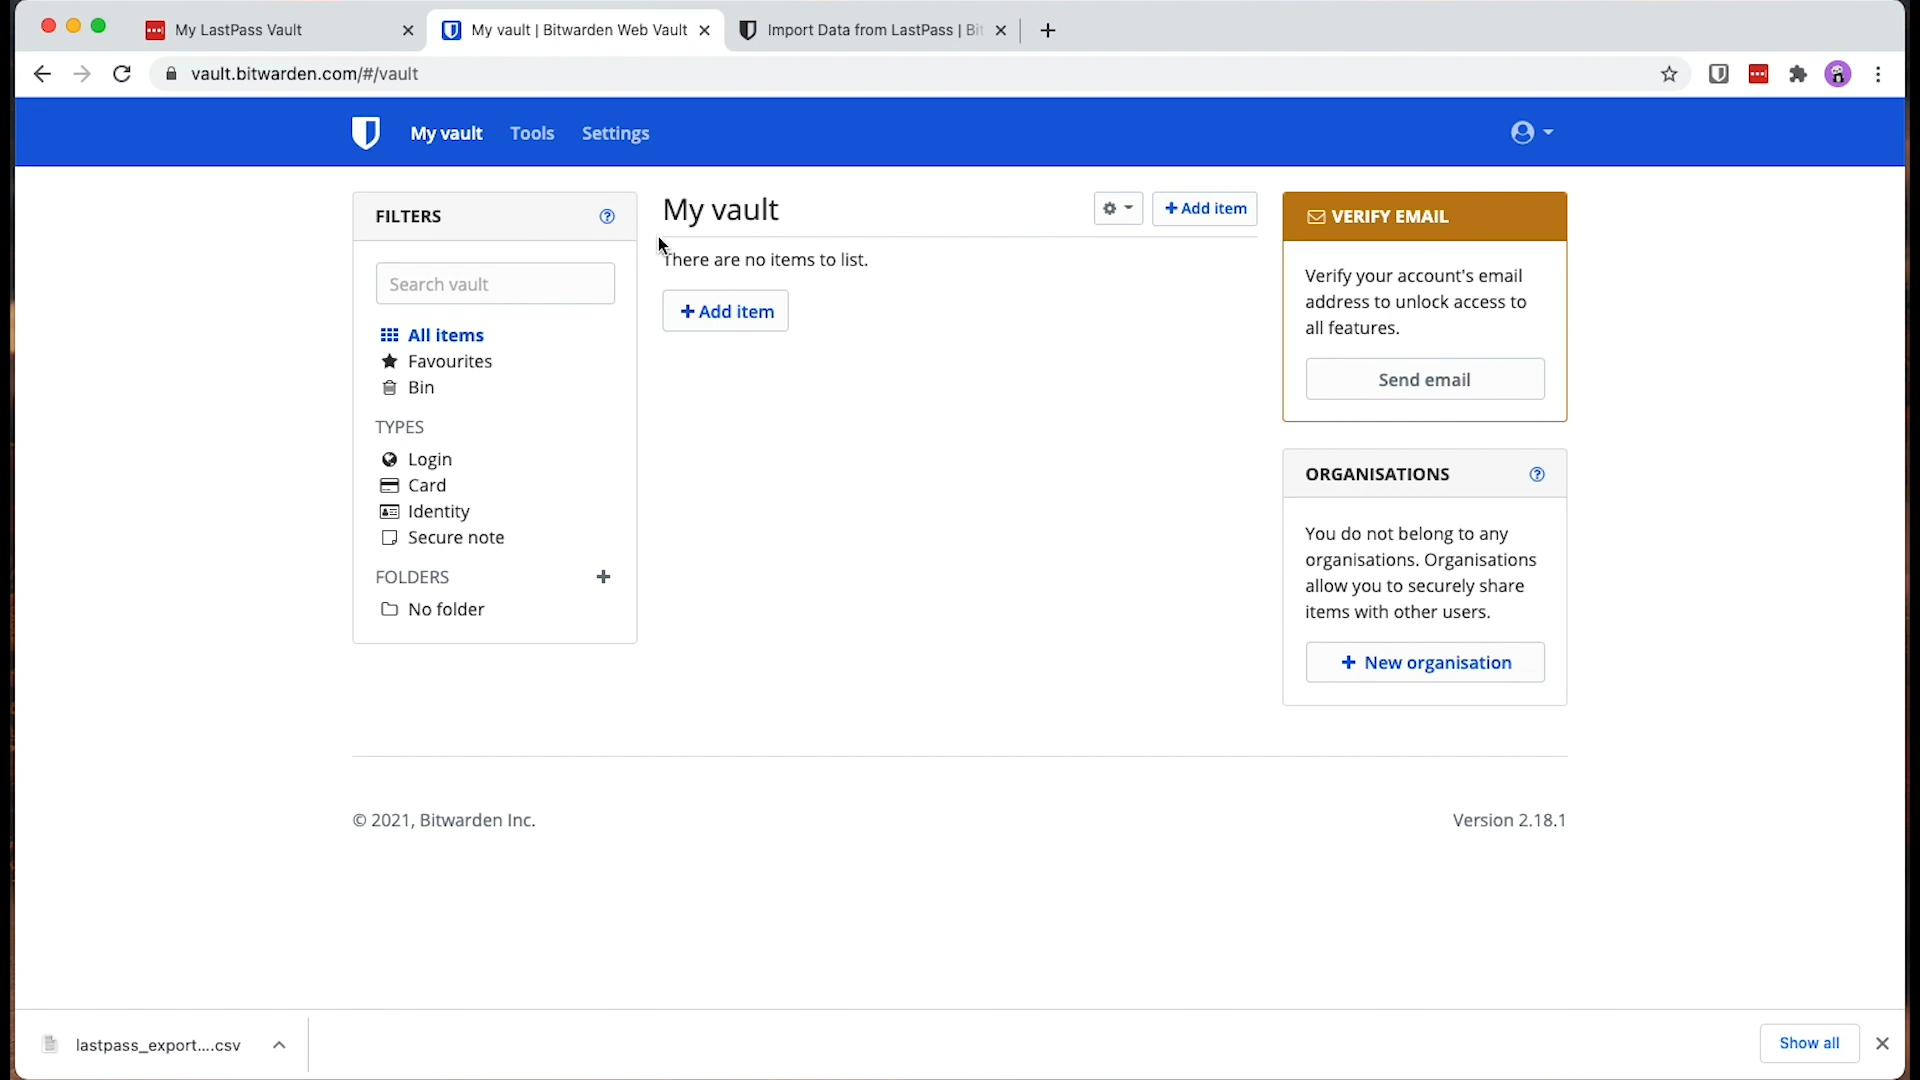 My LastPass Vault
My vault | Bitwarden Web Vault
Import Data from LastPass | Bit
vault.bitwarden.com/#/vault
My vault
Tools
Settings
FILTERS
Search vault
All items
Favourites
Bin
TYPES
Login
Card
Identity
Secure note
FOLDERS
No folder
My vault
Add item
There are no items to list.
Add item
VERIFY EMAIL
Verify your account's email
address to unlock access to
all features.
Send email
ORGANISATIONS
You do not belong to any
organisations. Organisations
allow you to securely share
items with other users.
New organisation
© 2021, Bitwarden Inc.
Version 2.18.1
lastpass_export....csv
Show all